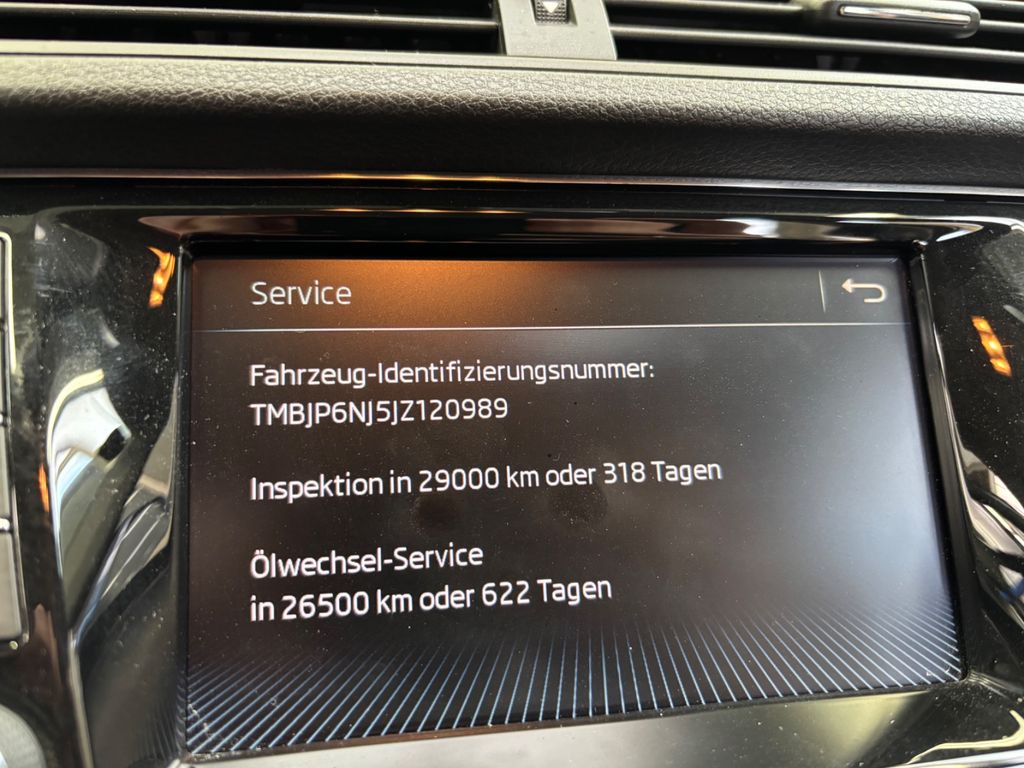 Service
Fahrzeug-Identifizierungsnummer:
TMBJP6NJ5JZ120989
Inspektion in 29000 km oder 318 Tagen
Ölwechsel-Service
in 26500 km oder 622 Tagen